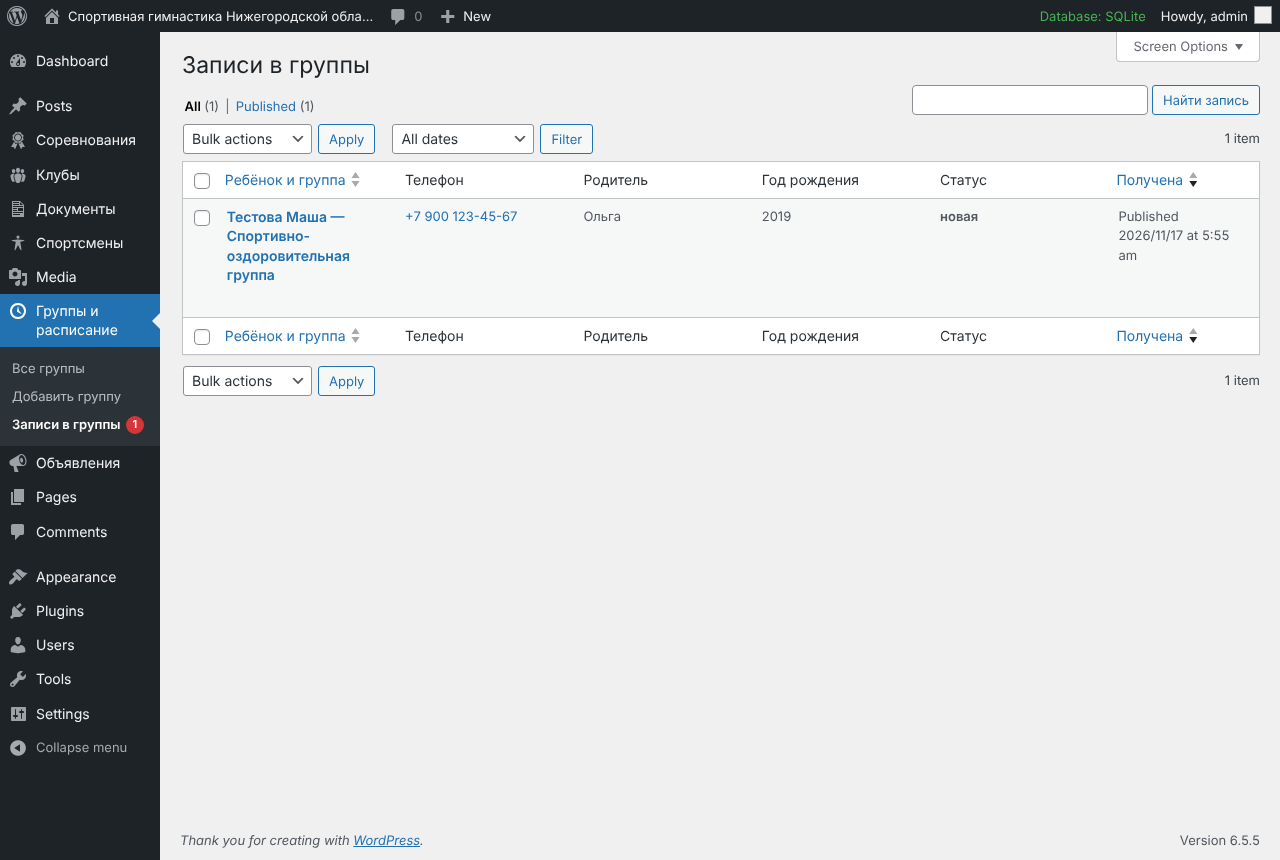 Спортивная гимнастика Нижегородской обла...
0
New
Database: SQLite
Howdy, admin
Dashboard
Posts
Соревнования
Клубы
Документы
Спортсмены
Media
Группы и
расписание
Все группы
Добавить группу
Записи в группы 1
Объявления
Pages
Comments
Appearance
Plugins
Users
Tools
Settings
Collapse menu
Screen Options
Записи в группы
All (1) | Published (1)
Найти запись
Bulk actions
Apply
All dates
Filter
1 item
Ребёнок и группа
Телефон
Родитель
Год рождения
Статус
Получена
Тестова Маша —
Спортивно-
оздоровительная
группа
+7 900 123-45-67
Ольга
2019
новая
Published
2026/11/17 at 5:55
am
Ребёнок и группа
Телефон
Родитель
Год рождения
Статус
Получена
Bulk actions
Apply
1 item
Thank you for creating with WordPress.
Version 6.5.5